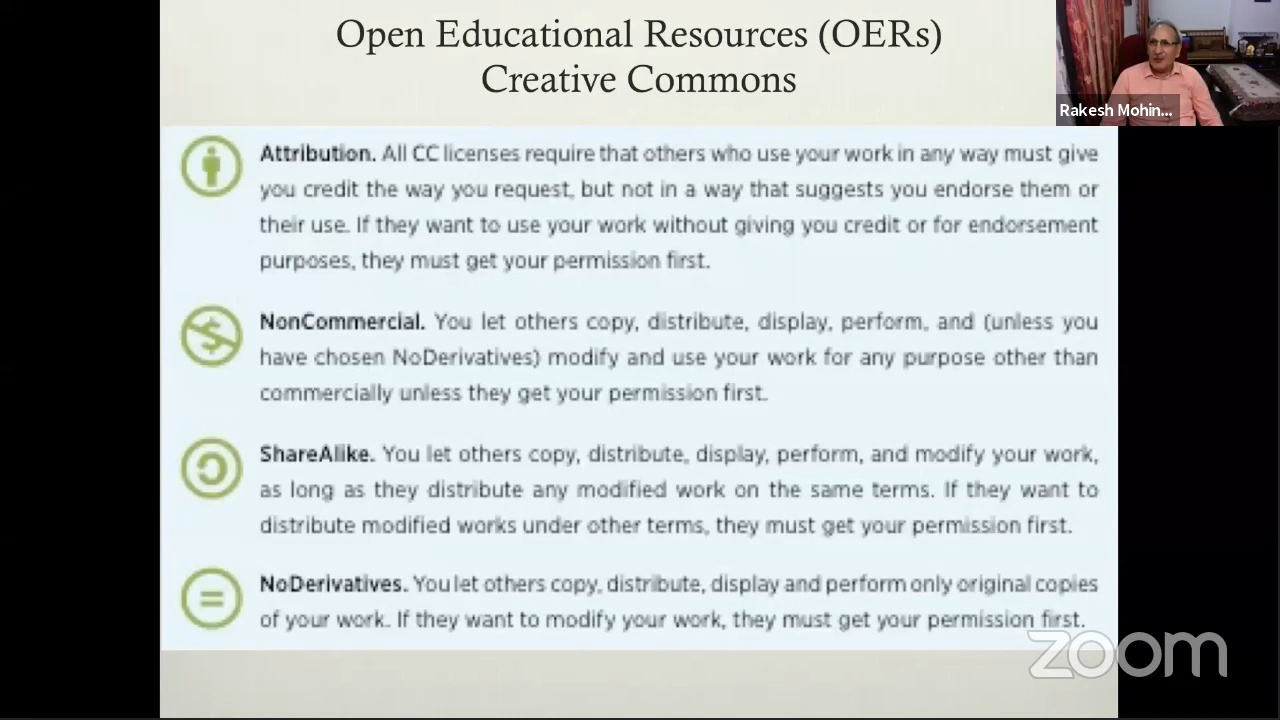 Open Educational Resources (OERs)
Creative Commons
Rakesh Mohin...
Attribution. All CC licenses require that others who use your work in any way must give
you credit the way you request, but not in a way that suggests you endorse them or
their use. If they want to use your work without giving you credit or for endorsement
purposes, they must get your permission first.
NonCommercial. You let others copy, distribute, display, perform, and (unless you
have chosen NoDerivatives) modify and use your work for any purpose other than
commercially unless they get your permission first.
ShareAlike. You let others copy, distribute, display, perform, and modify your work,
as long as they distribute any modified work on the same terms. If they want to
distribute modified works under other terms, they must get your permission first.
NoDerivatives. You let others copy, distribute, display and perform only original copies
of your work. If they want to modify your work, they must get your permission first.
zoom